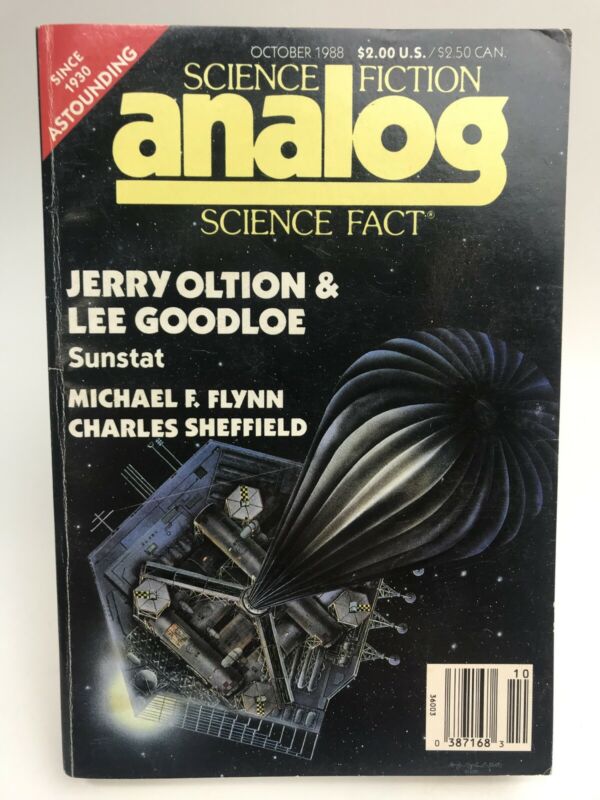 SINCE
1930
ASTOUNDING
OCTOBER 1988 $2.00 U.S./$2.50 CAN.
SCIENCE FICTION
analog
SCIENCE FACT®
JERRY OLTION &
LEE GOODLOE
Sunstat
MICHAEL F. FLYNN
CHARLES SHEFFIELD
10
36003
0 387168 3